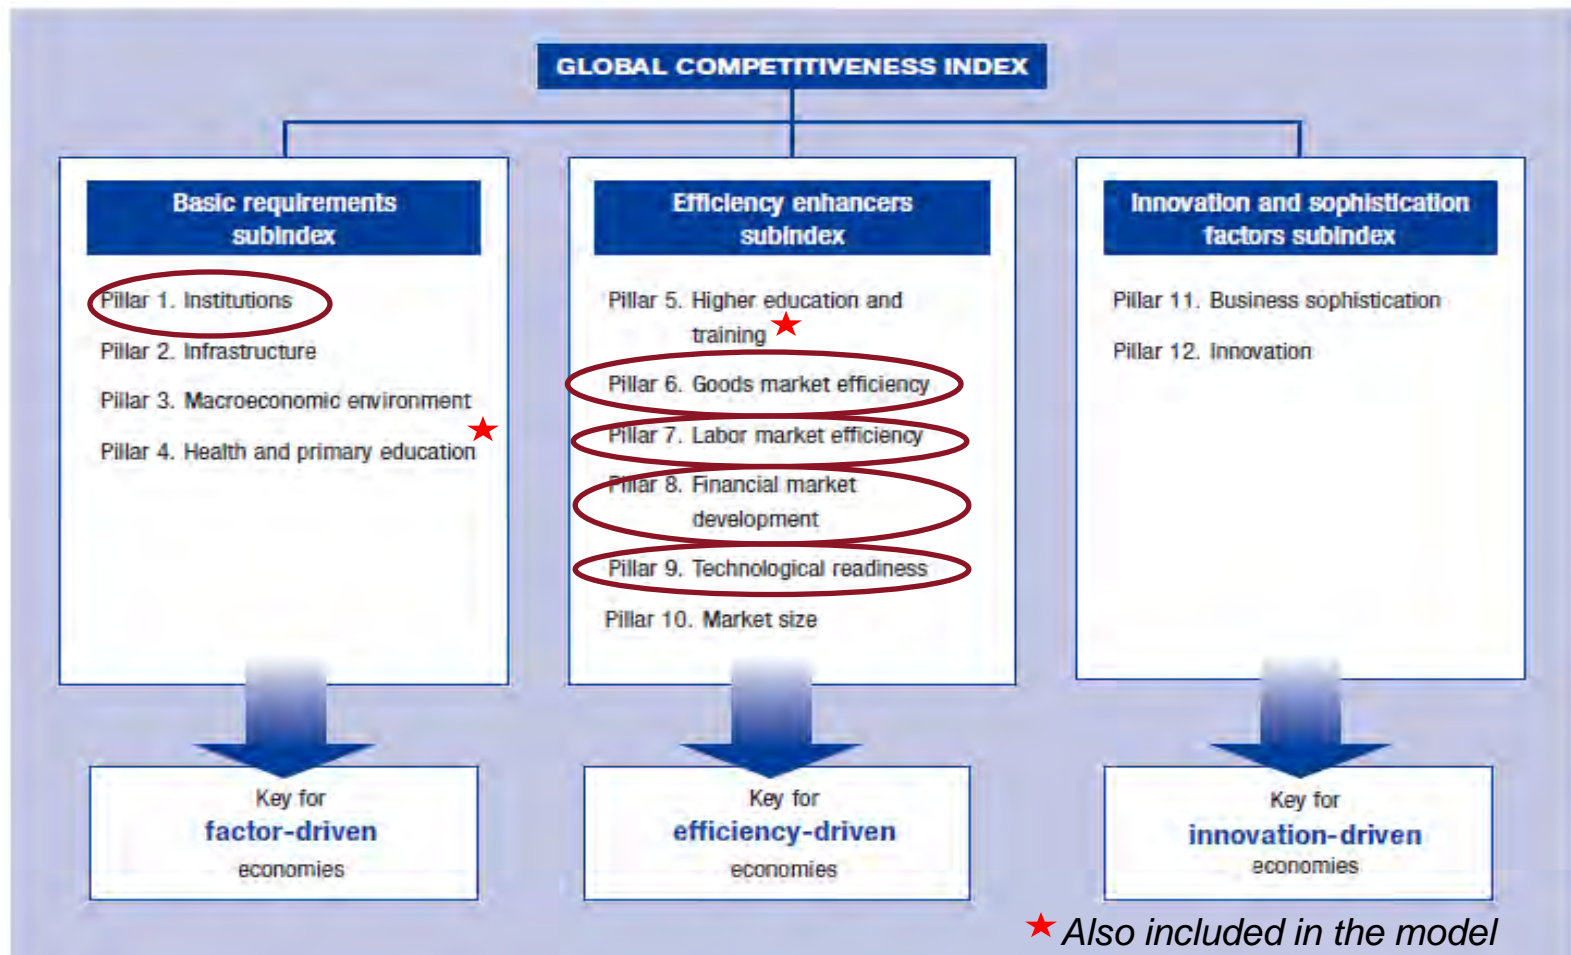 GLOBAL COMPETITIVENESS INDEX
Basic requirements
subindex
Pillar 1. Institutions
Pillar 2. Infrastructure
Pillar 3. Macroeconomic environment
Pillar 4. Health and primary education
Efficiency enhancers
subindex
Pillar 5. Higher education and
training
Pillar 6. Goods market efficiency
Pillar 7. Labor market efficiency
Pillar 8. Financial market
development
Pillar 9. Technological readiness
Pillar 10. Market size
Innovation and sophistication
factors subindex
Pillar 11. Business sophistication
Pillar 12. Innovation
Key for
factor-driven
economies
Key for
efficiency-driven
economies
Key for
innovation-driven
economies
Also included in the model